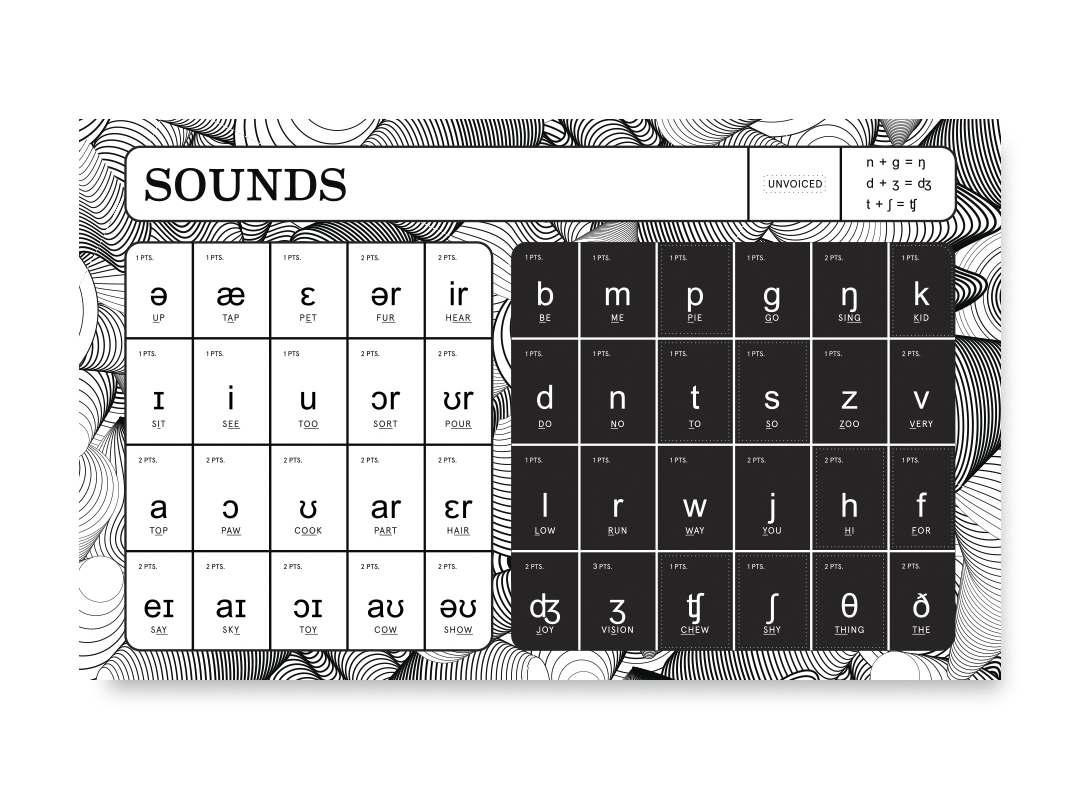 SOUNDS
UNVOICED
n + g = ŋ
d + ʒ = ʤ
t + ʃ = ʧ
1 PTS. 1 PTS. 1 PTS. 2 PTS. 2 PTS.
ə æ ɛ ər ir
UP TAP PET FUR HEAR
1 PTS. 1 PTS. 1 PTS 2 PTS. 2 PTS.
ɪ i u ɔr ʊr
SIT SEE TOO SORT POUR
2 PTS. 2 PTS. 2 PTS. 2 PTS. 2 PTS.
a ɔ ʊ ar ɛr
TOP PAW COOK PART HAIR
2 PTS. 2 PTS. 2 PTS. 2 PTS. 2 PTS.
eɪ aɪ ɔɪ aʊ əʊ
SAY SKY TOY COW SHOW
1 PTS. 1 PTS. 1 PTS. 1 PTS. 2 PTS. 1 PTS.
b m p g ŋ k
BE ME PIE GO SING KID
1 PTS. 1 PTS. 1 PTS. 1 PTS. 1 PTS. 2 PTS.
d n t s z v
DO NO TO SO ZOO VERY
1 PTS. 1 PTS. 1 PTS. 2 PTS. 2 PTS. 1 PTS.
l r w j h f
LOW RUN WAY YOU HI FOR
2 PTS. 3 PTS. 1 PTS. 1 PTS. 2 PTS. 2 PTS.
ʤ ʒ ʧ ʃ θ ð
JOY VISION CHEW SHY THING THE